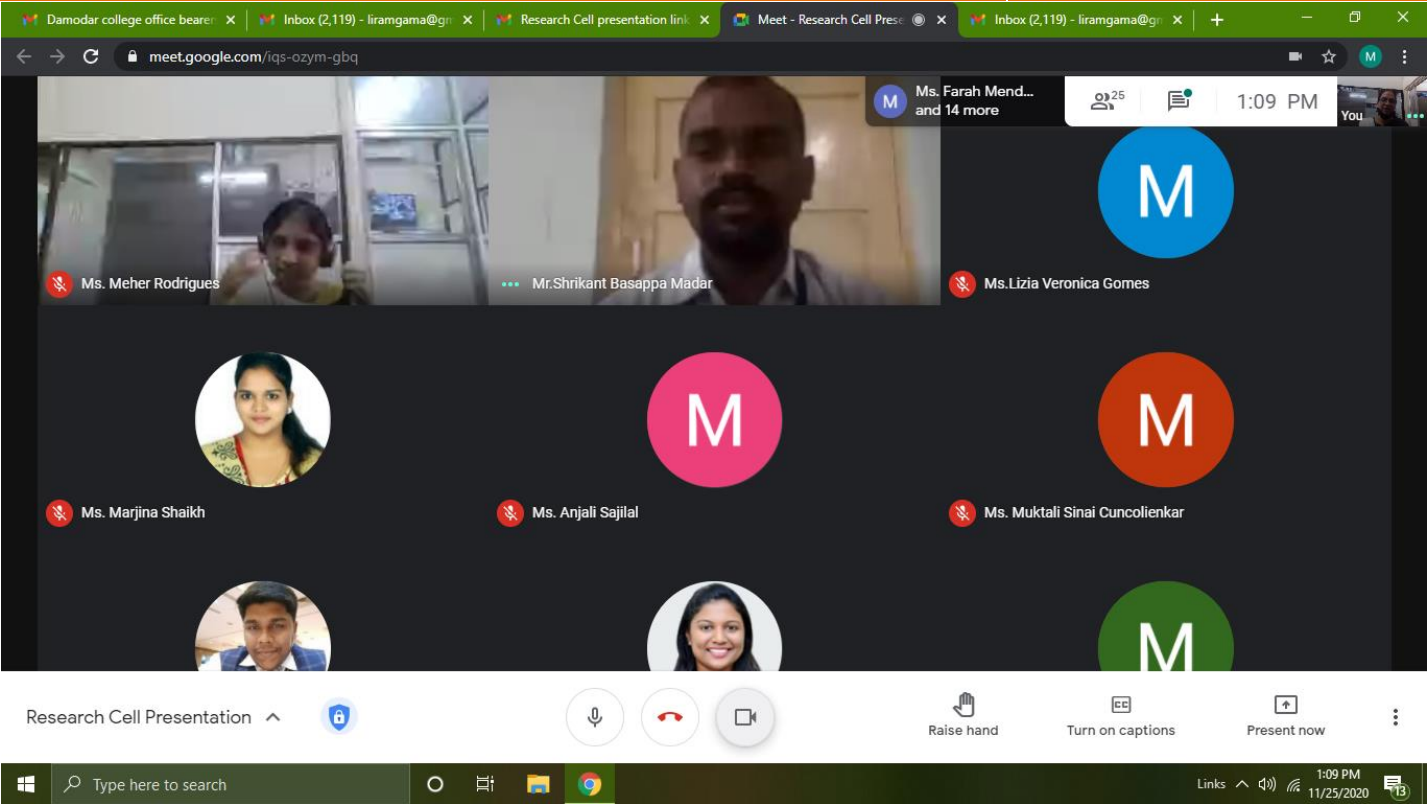 Damodar college office bearer
Inbox (2,119) - liramgama@gm
Research Cell presentation link
Meet - Research Cell Prese
Inbox (2,119) - liramgama@gm
meet.google.com/iqs-ozym-gbq
M
M
Ms. Farah Mend...
and 14 more
25
1:09 PM
You
Ms. Meher Rodrigues
Mr.Shrikant Basappa Madar
M
Ms.Lizia Veronica Gomes
Ms. Marjina Shaikh
M
Ms. Anjali Sajilal
M
Ms. Muktali Sinai Cuncolienkar
M
Research Cell Presentation
Raise hand
CC
Turn on captions
Present now
Type here to search
Links
1:09 PM
11/25/2020
13